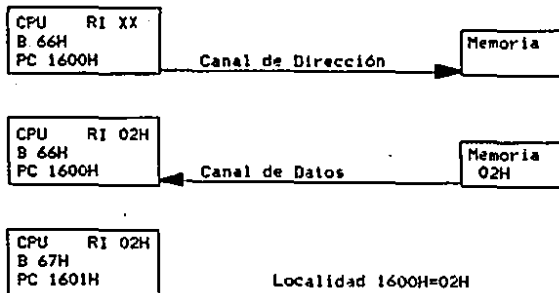 CPU RI XX
B 66H
PC 1600H
Canal de Dirección
Memoria
CPU RI 02H
B 66H
PC 1600H
Canal de Datos
Memoria
02H
CPU RI 02H
B 67H
PC 1601H
Localidad 1600H=02H